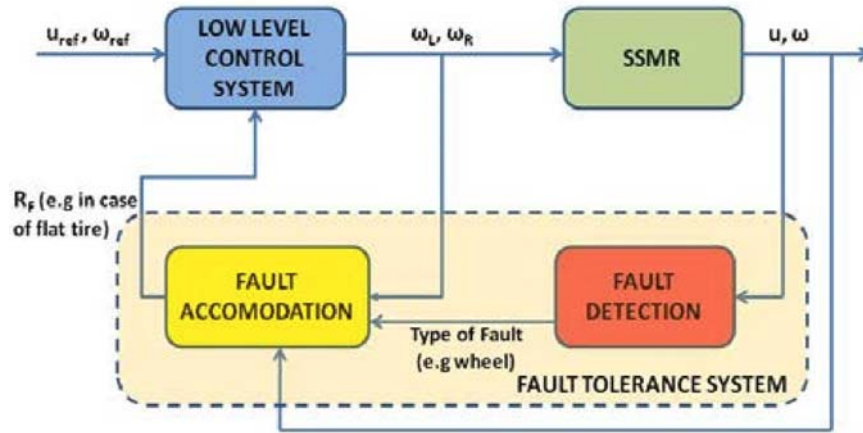 u_ref, ω_ref
LOW LEVEL
CONTROL
SYSTEM
ω_L, ω_R
SSMR
u, ω
R_F (e.g in case
of flat tire)
FAULT
ACCOMODATION
FAULT
DETECTION
Type of Fault
(e.g wheel)
FAULT TOLERANCE SYSTEM